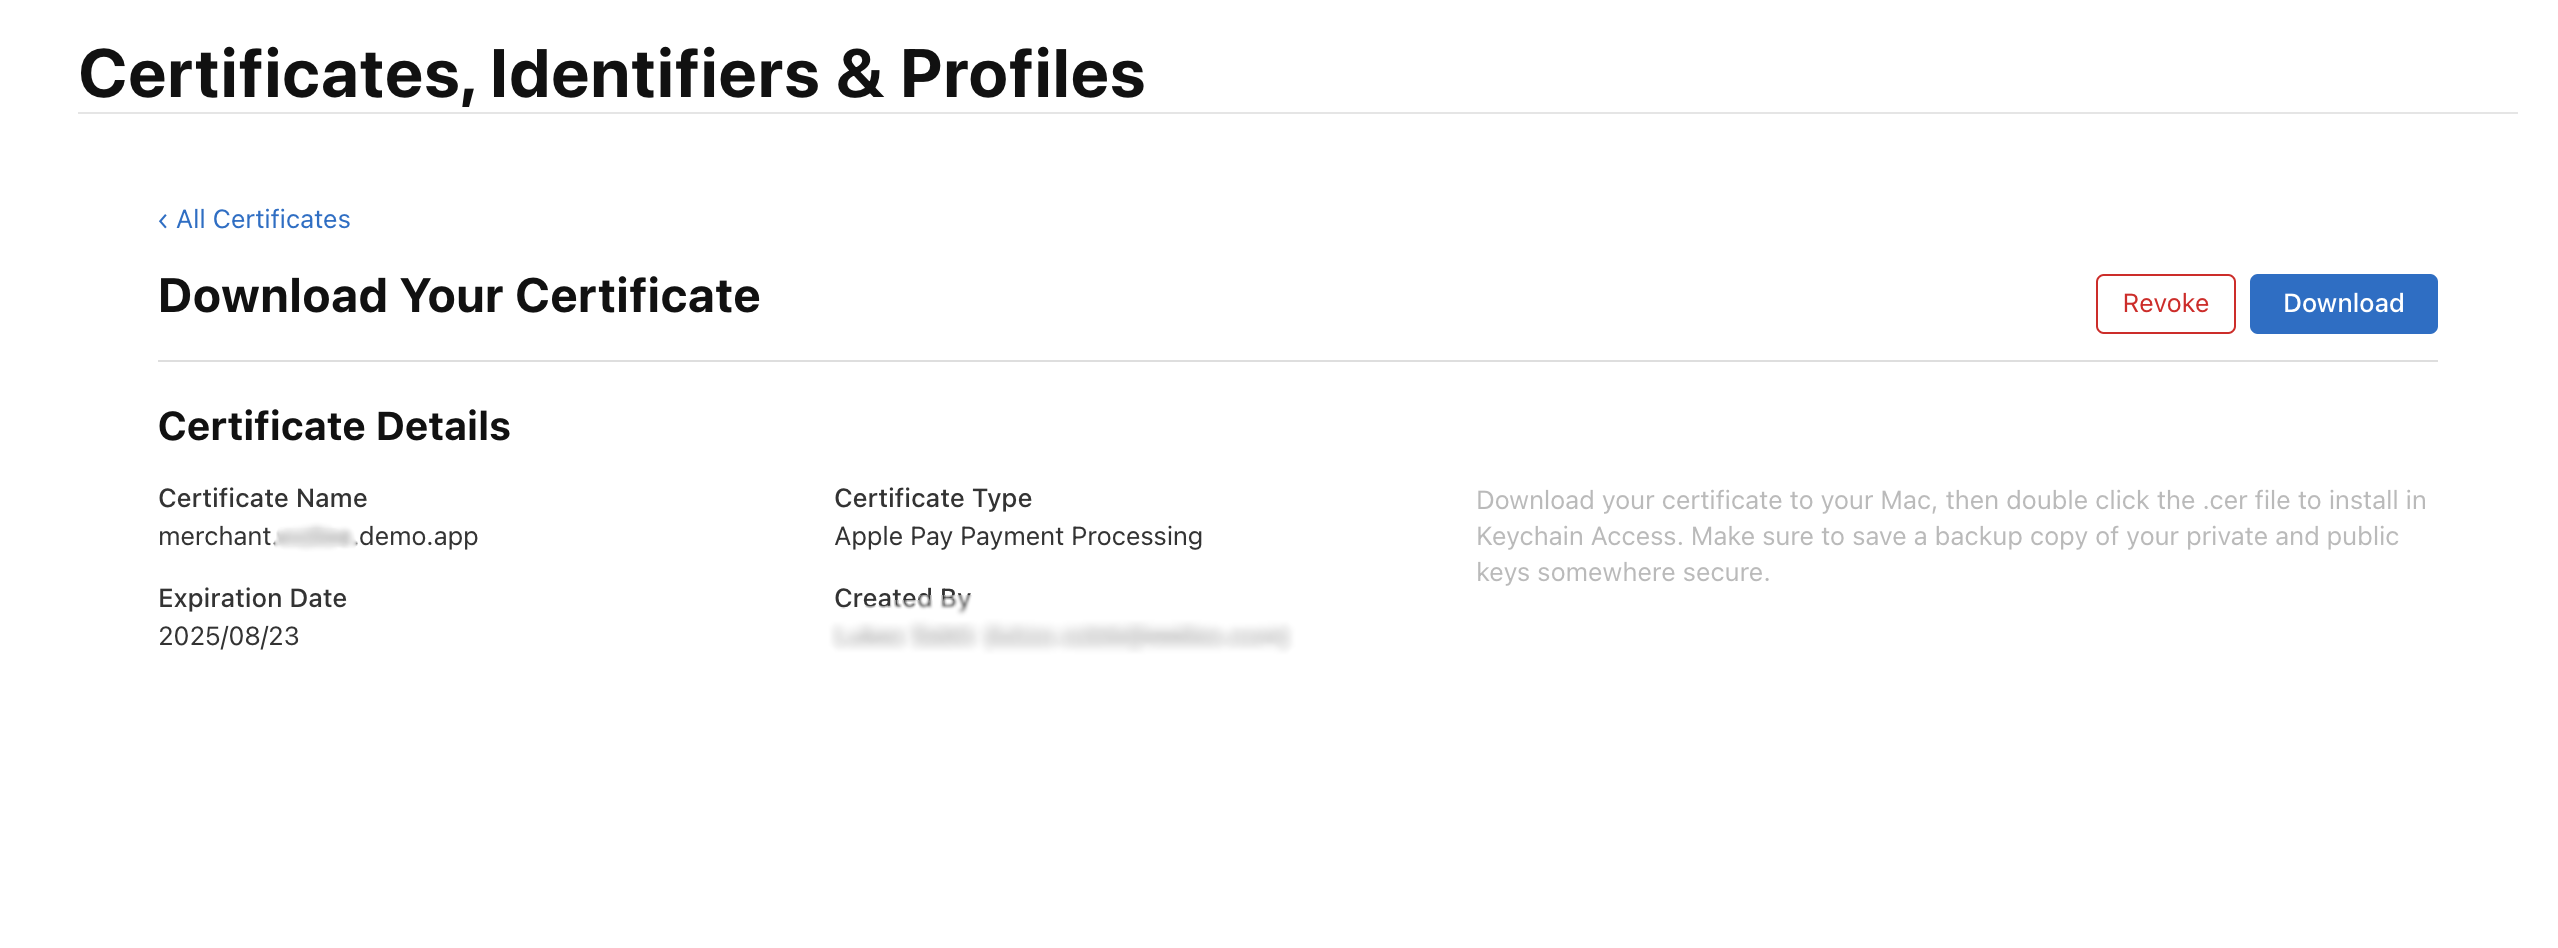 Certificates, Identifiers & Profiles
‹ All Certificates
Download Your Certificate
Revoke
Download
Certificate Details
Certificate Name
merchant. .demo.app
Expiration Date
2025/08/23
Certificate Type
Apple Pay Payment Processing
Created By
Download your certificate to your Mac, then double click the .cer file to install in
Keychain Access. Make sure to save a backup copy of your private and public
keys somewhere secure.